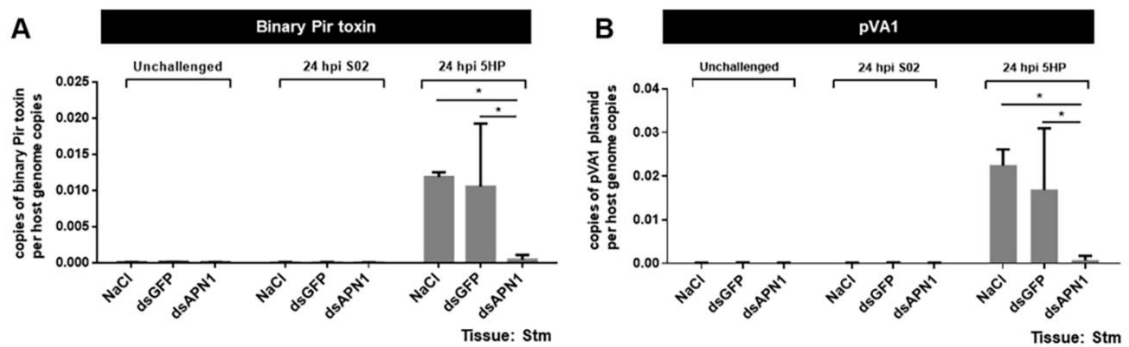 A
Binary Pir toxin
Unchallenged
24 hpi S02
24 hpi 5HP
*
*
copies of binary Pir toxin
per host genome copies
0.025
0.020
0.015
0.010
0.005
0.000
NaCl
dsGFP
dsAPN1
NaCl
dsGFP
dsAPN1
NaCl
dsGFP
dsAPN1
Tissue: Stm
B
pVA1
Unchallenged
24 hpi S02
24 hpi 5HP
*
*
copies of pVA1 plasmid
per host genome copies
0.04
0.03
0.02
0.01
0.00
NaCl
dsGFP
dsAPN1
NaCl
dsGFP
dsAPN1
NaCl
dsGFP
dsAPN1
Tissue: Stm